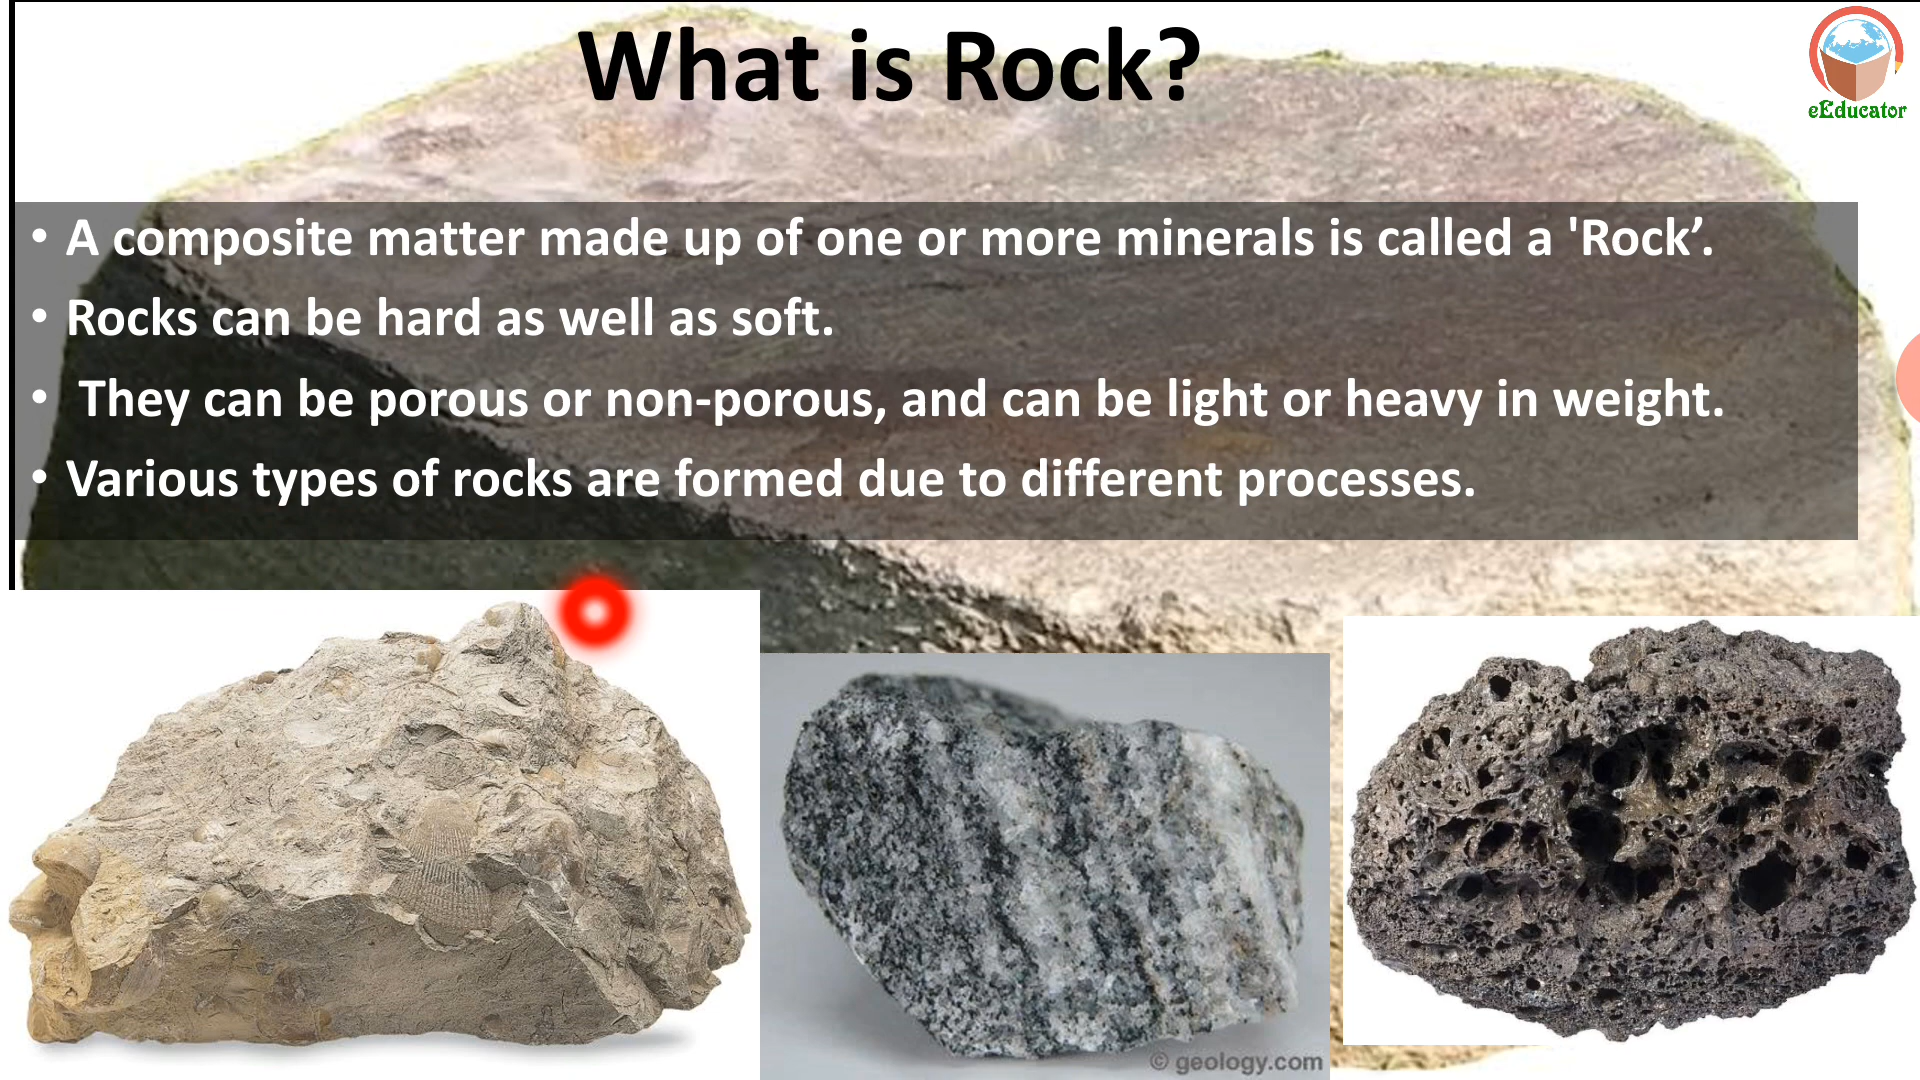 What is Rock?
eEducator
• A composite matter made up of one or more minerals is called a 'Rock’.
• Rocks can be hard as well as soft.
• They can be porous or non-porous, and can be light or heavy in weight.
• Various types of rocks are formed due to different processes.
© geology.com